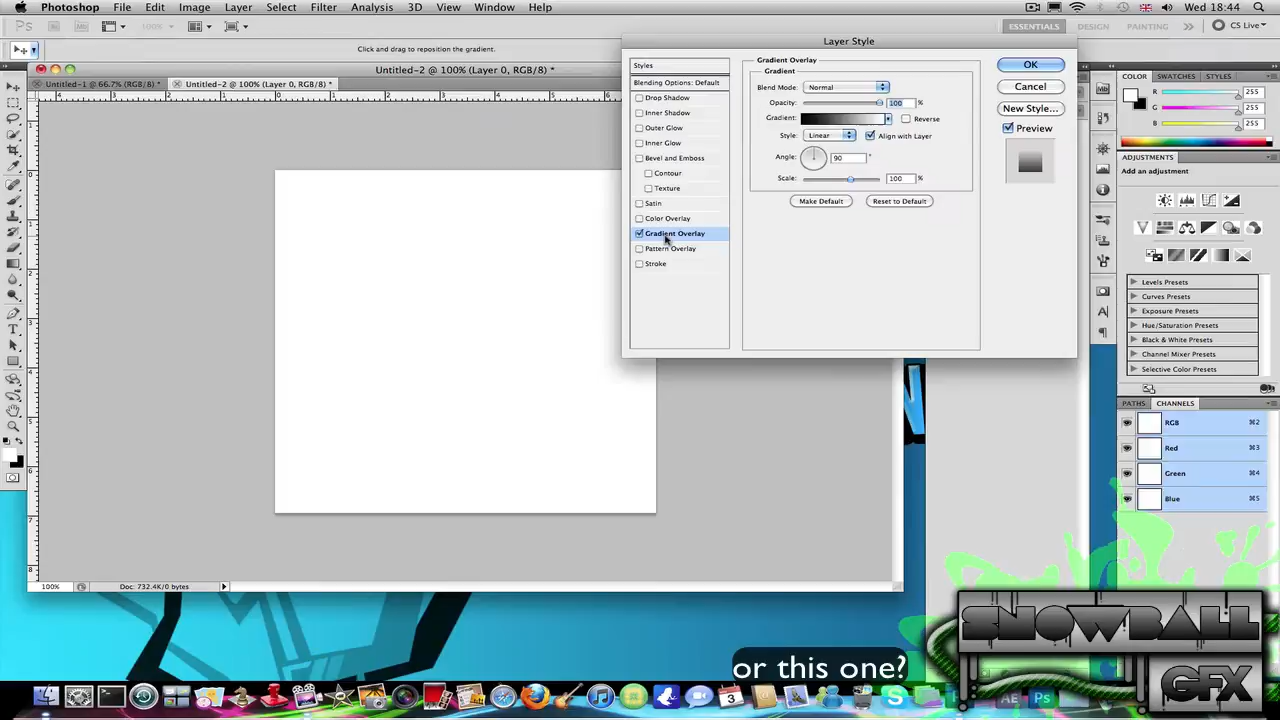 Photoshop File Edit Image Layer Select Filter Analysis 3D View Window Help Wed 18:44
Ps 100% ESSENTIALS DESIGN PAINTING CS Live
Click and drag to reposition the gradient.
Untitled-2 @ 100% (Layer 0, RGB/8) *
Untitled-1 @ 66.7% (RGB/8) *
Untitled-2 @ 100% (Layer 0, RGB/8) *
Layer Style
Styles
Blending Options: Default
Drop Shadow
Inner Shadow
Outer Glow
Inner Glow
Bevel and Emboss
Contour
Texture
Satin
Color Overlay
Gradient Overlay
Pattern Overlay
Stroke
Gradient Overlay
Gradient
Blend Mode: Normal
Opacity: 100 %
Gradient: Reverse
Style: Linear Align with Layer
Angle: 90 °
Scale: 100 %
Make Default Reset to Default
OK
Cancel
New Style...
Preview
COLOR SWATCHES STYLES
R 255
G 255
B 255
ADJUSTMENTS
Add an adjustment
Levels Presets
Curves Presets
Exposure Presets
Hue/Saturation Presets
Black & White Presets
Channel Mixer Presets
Selective Color Presets
PATHS CHANNELS
RGB ⌘2
Red ⌘3
Green ⌘4
Blue ⌘5
100% Doc: 732.4K/0 bytes
SNOWBALL
GFX
or this one?